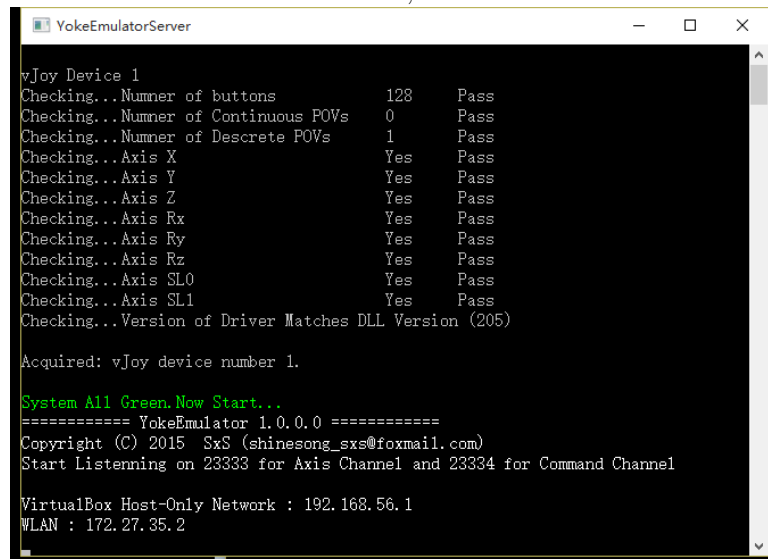 YokeEmulatorServer
vJoy Device 1
Checking...Numner of buttons 128 Pass
Checking...Numner of Continuous POVs 0 Pass
Checking...Numner of Descrete POVs 1 Pass
Checking...Axis X Yes Pass
Checking...Axis Y Yes Pass
Checking...Axis Z Yes Pass
Checking...Axis Rx Yes Pass
Checking...Axis Ry Yes Pass
Checking...Axis Rz Yes Pass
Checking...Axis SL0 Yes Pass
Checking...Axis SL1 Yes Pass
Checking...Version of Driver Matches DLL Version (205)
Acquired: vJoy device number 1.
System All Green.Now Start...
============ YokeEmulator 1.0.0.0 ============
Copyright (C) 2015 SxS (shinesong_sxs@foxmail.com)
Start Listenning on 23333 for Axis Channel and 23334 for Command Channel
VirtualBox Host-Only Network : 192.168.56.1
WLAN : 172.27.35.2